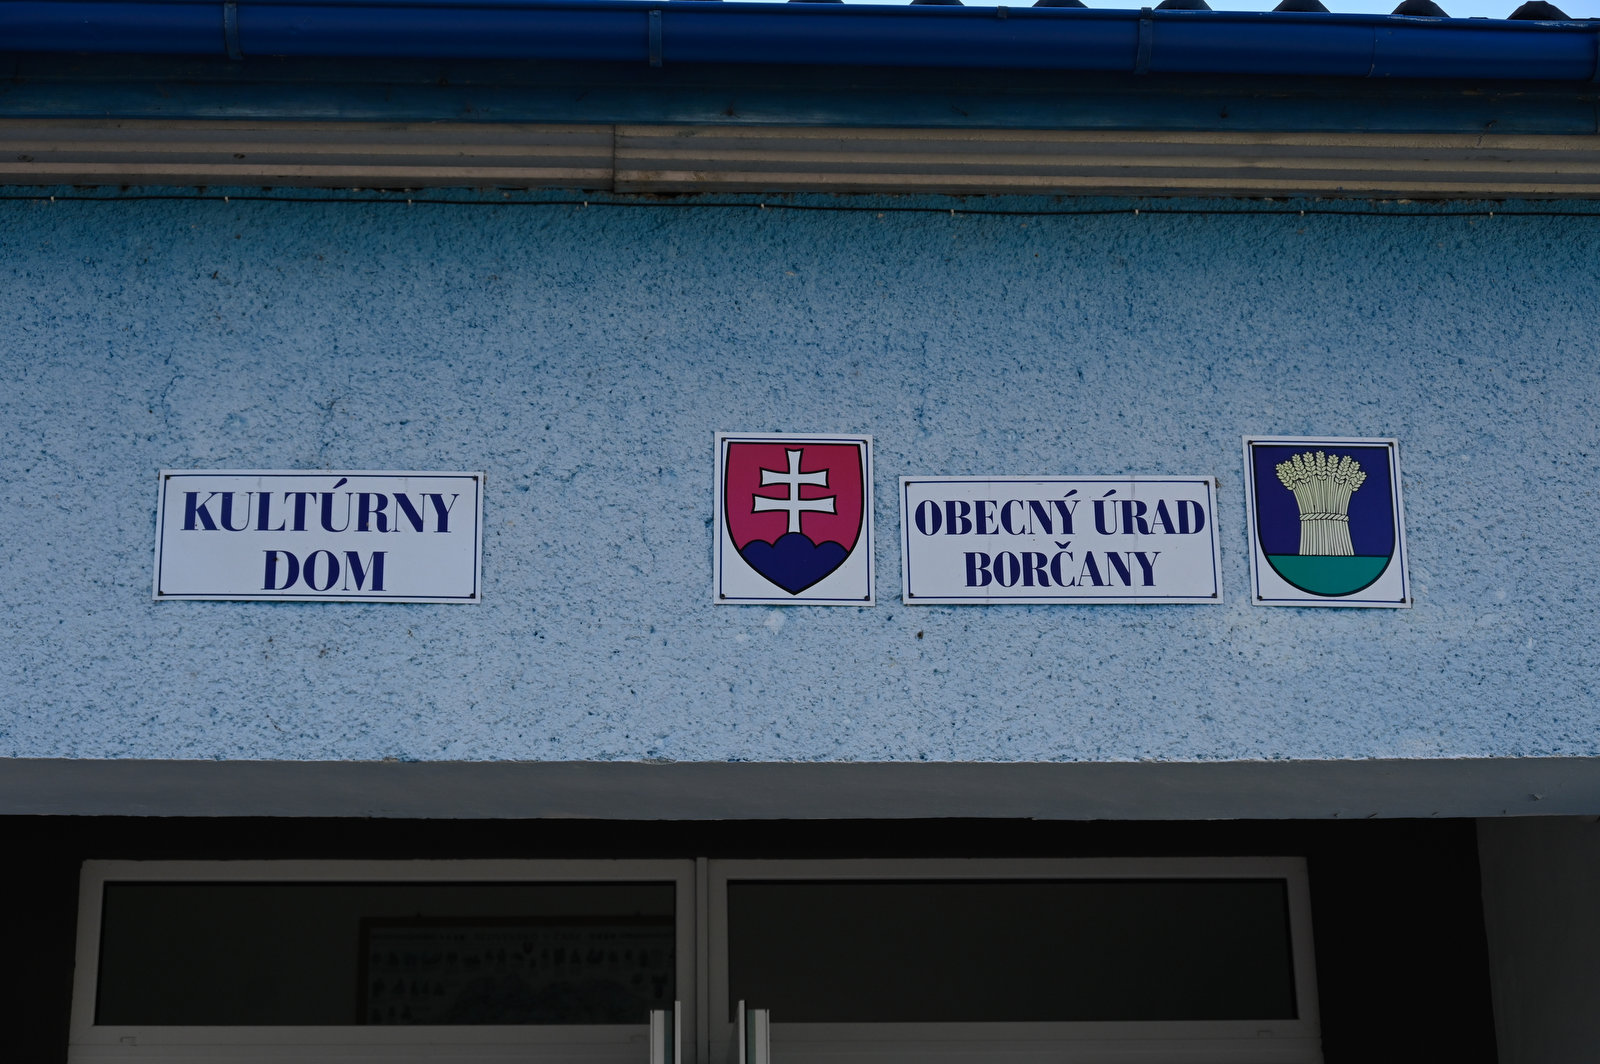 KULTÚRNY
DOM
OBECNÝ ÚRAD
BORČANY